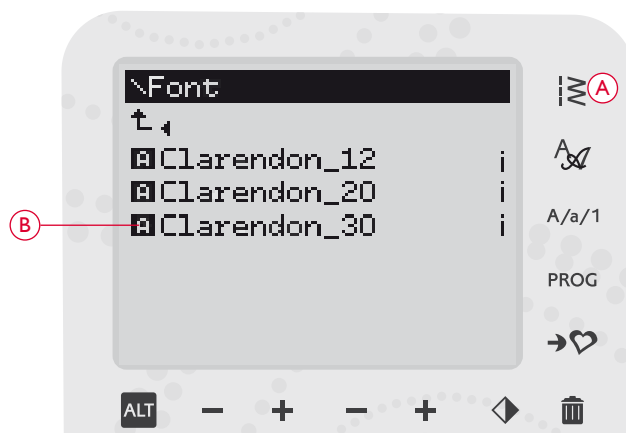 \Font
A Clarendon_12 i
A Clarendon_20 i
A Clarendon_30 i
A
A
A/a/1
PROG
B
ALT − + − +